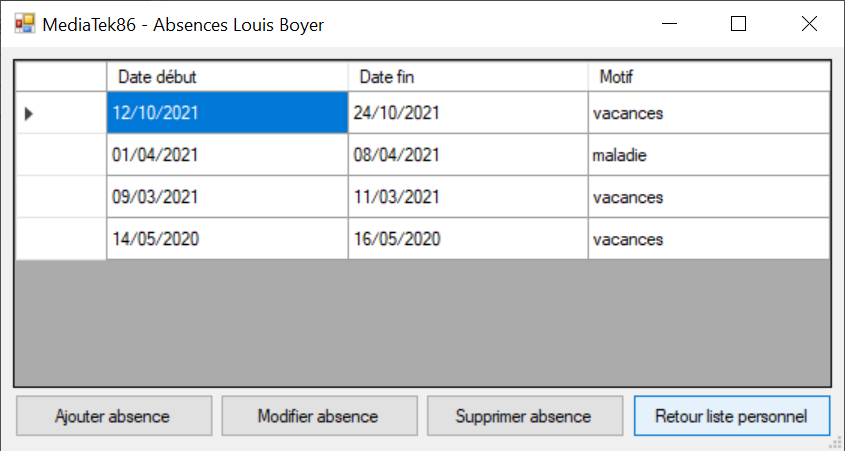 MediaTek86 - Absences Louis Boyer
Date début Date fin Motif
12/10/2021 24/10/2021 vacances
01/04/2021 08/04/2021 maladie
09/03/2021 11/03/2021 vacances
14/05/2020 16/05/2020 vacances
Ajouter absence Modifier absence Supprimer absence Retour liste personnel